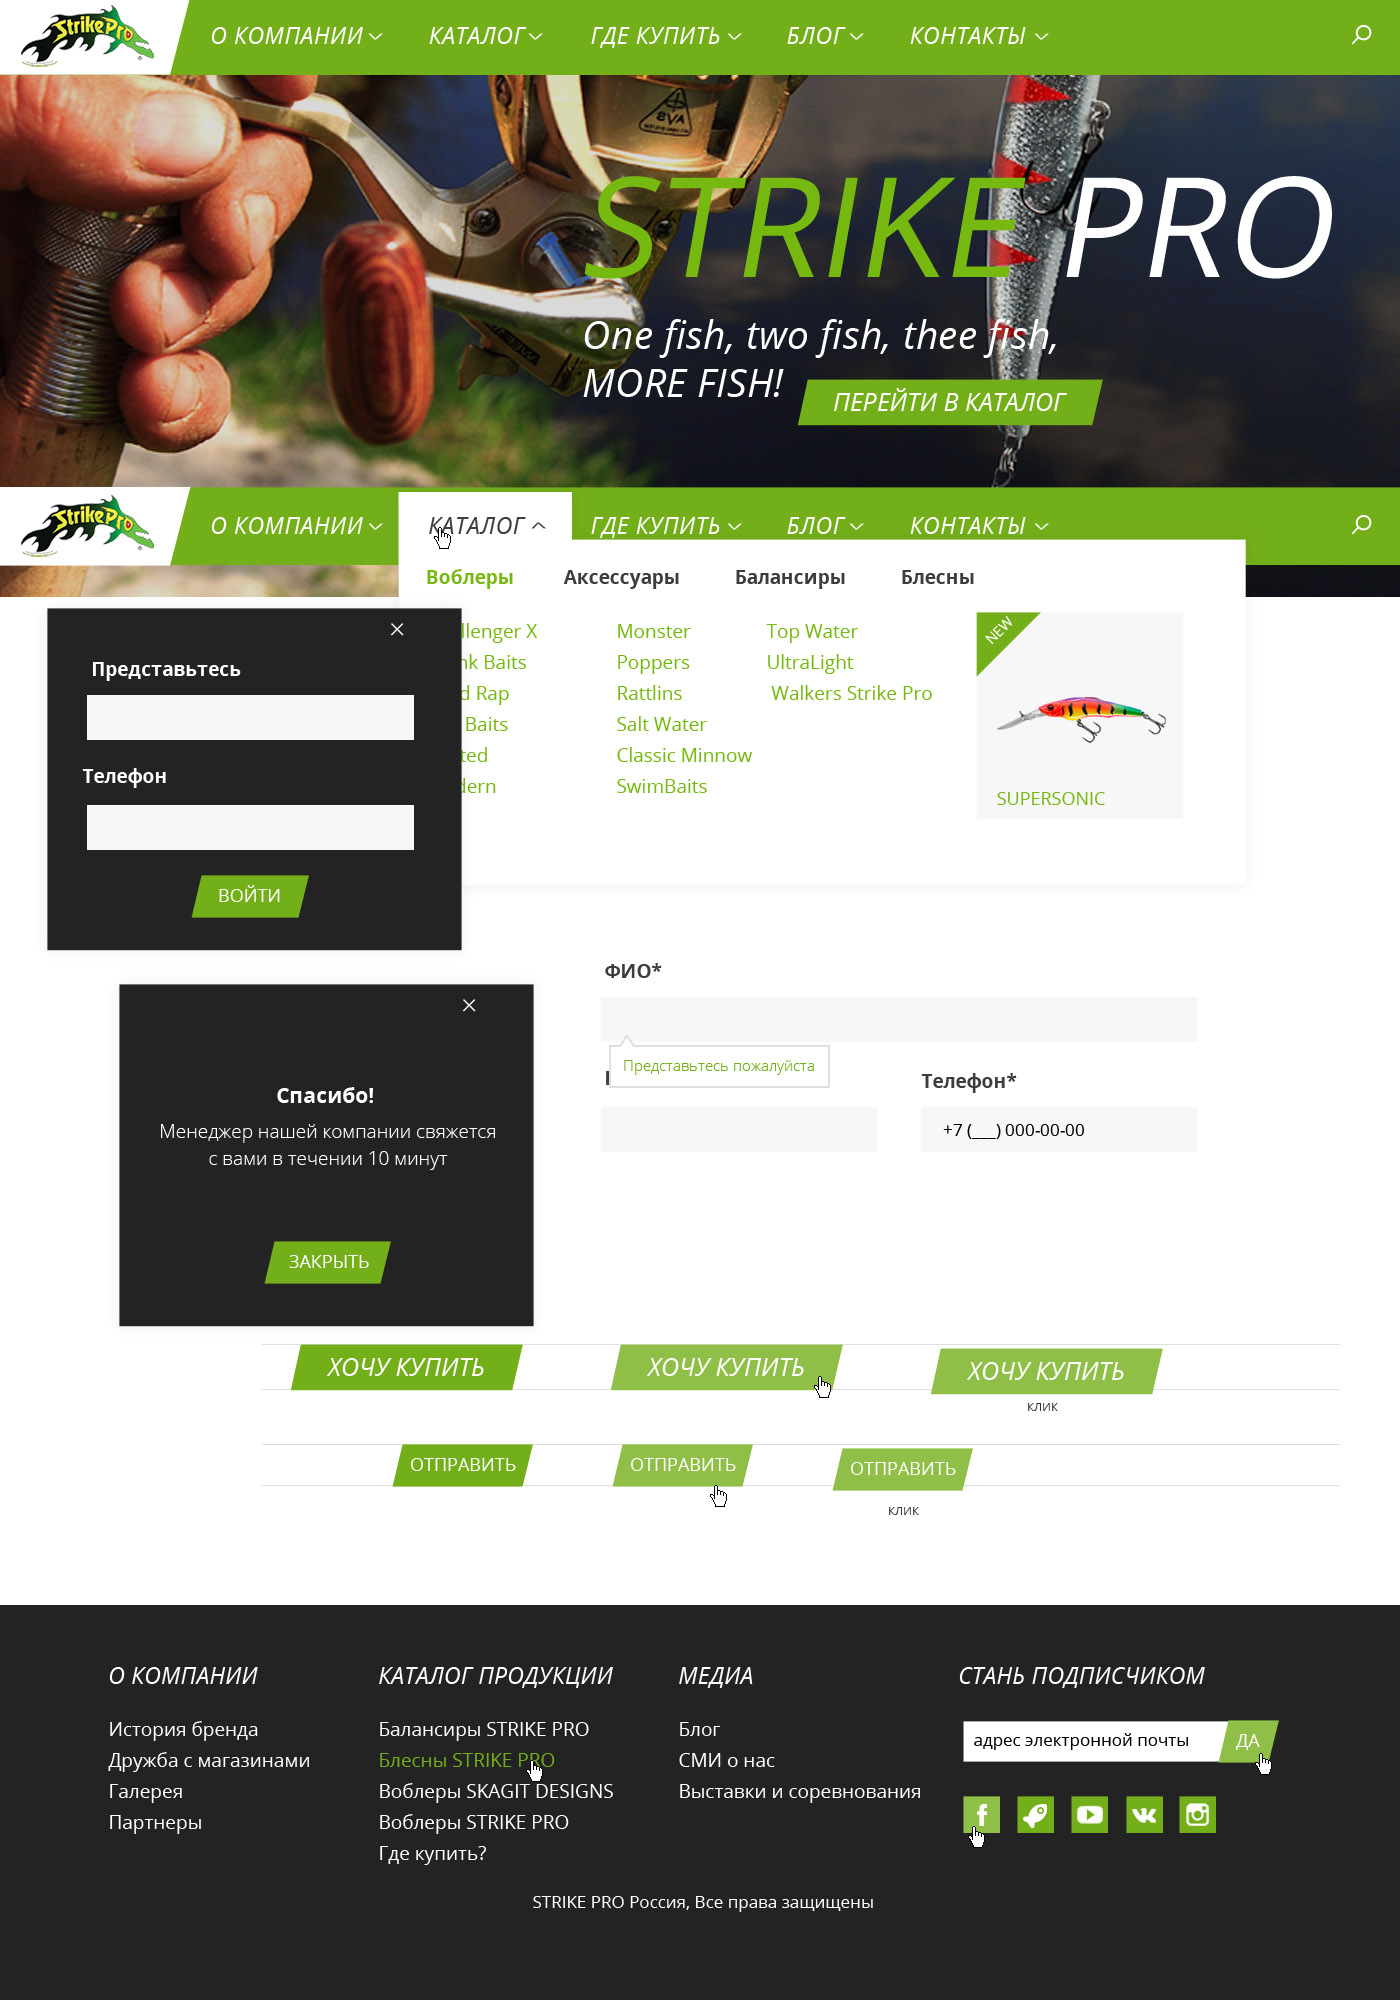 Strike Pro
О КОМПАНИИ
КАТАЛОГ
ГДЕ КУПИТЬ
БЛОГ
КОНТАКТЫ
AVS
STRIKE PRO
One fish, two fish, thee fish,
MORE FISH!
ПЕРЕЙТИ В КАТАЛОГ
Strike Pro
О КОМПАНИИ
КАТАЛОГ
ГДЕ КУПИТЬ
БЛОГ
КОНТАКТЫ
Воблеры
Аксессуары
Балансиры
Блесны
llenger X
nk Baits
d Rap
Baits
ted
dern
Monster
Poppers
Rattlins
Salt Water
Classic Minnow
SwimBaits
Top Water
UltraLight
Walkers Strike Pro
NEW
SUPERSONIC
Представьтесь
Телефон
ВОЙТИ
ФИО*
Представьтесь пожалуйста
Телефон*
+7 (___) 000-00-00
Спасибо!
Менеджер нашей компании свяжется
с вами в течении 10 минут
ЗАКРЫТЬ
ХОЧУ КУПИТЬ
ХОЧУ КУПИТЬ
ХОЧУ КУПИТЬ
клик
ОТПРАВИТЬ
ОТПРАВИТЬ
ОТПРАВИТЬ
клик
О КОМПАНИИ
История бренда
Дружба с магазинами
Галерея
Партнеры
КАТАЛОГ ПРОДУКЦИИ
Балансиры STRIKE PRO
Блесны STRIKE PRO
Воблеры SKAGIT DESIGNS
Воблеры STRIKE PRO
Где купить?
МЕДИА
Блог
СМИ о нас
Выставки и соревнования
СТАНЬ ПОДПИСЧИКОМ
адрес электронной почты
ДА
STRIKE PRO Россия, Все права защищены